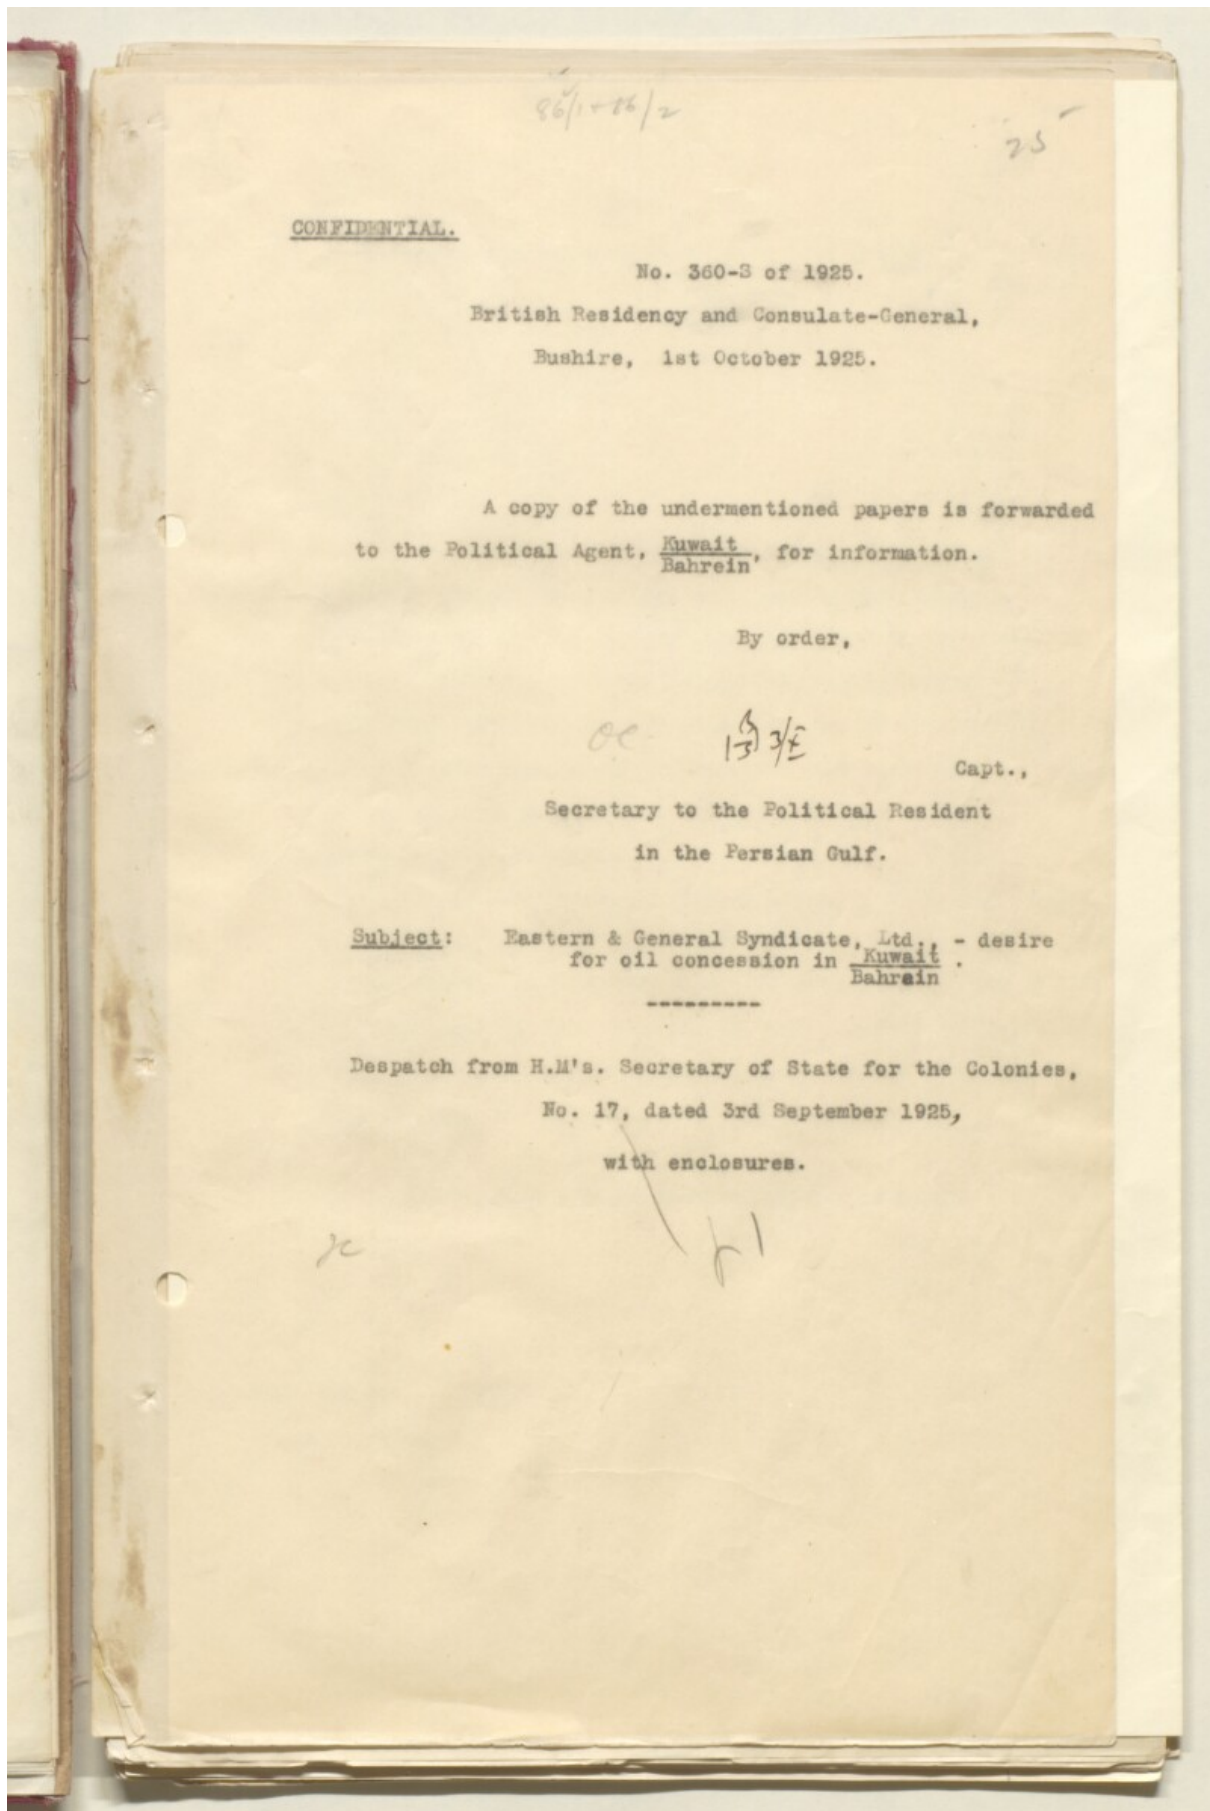 86/1 + 86/2
25
CONFIDENTIAL.
No. 360-S of 1925.
British Residency and Consulate-General,
Bushire, 1st October 1925.
A copy of the undermentioned papers is forwarded
to the Political Agent, Kuwait
Bahrein, for information.
By order,
3/X
Capt.,
Secretary to the Political Resident
in the Persian Gulf.
Subject: Eastern & General Syndicate, Ltd., - desire
for oil concession in Kuwait .
Bahrein
---------
Despatch from H.M's. Secretary of State for the Colonies,
No. 17, dated 3rd September 1925,
with enclosures.